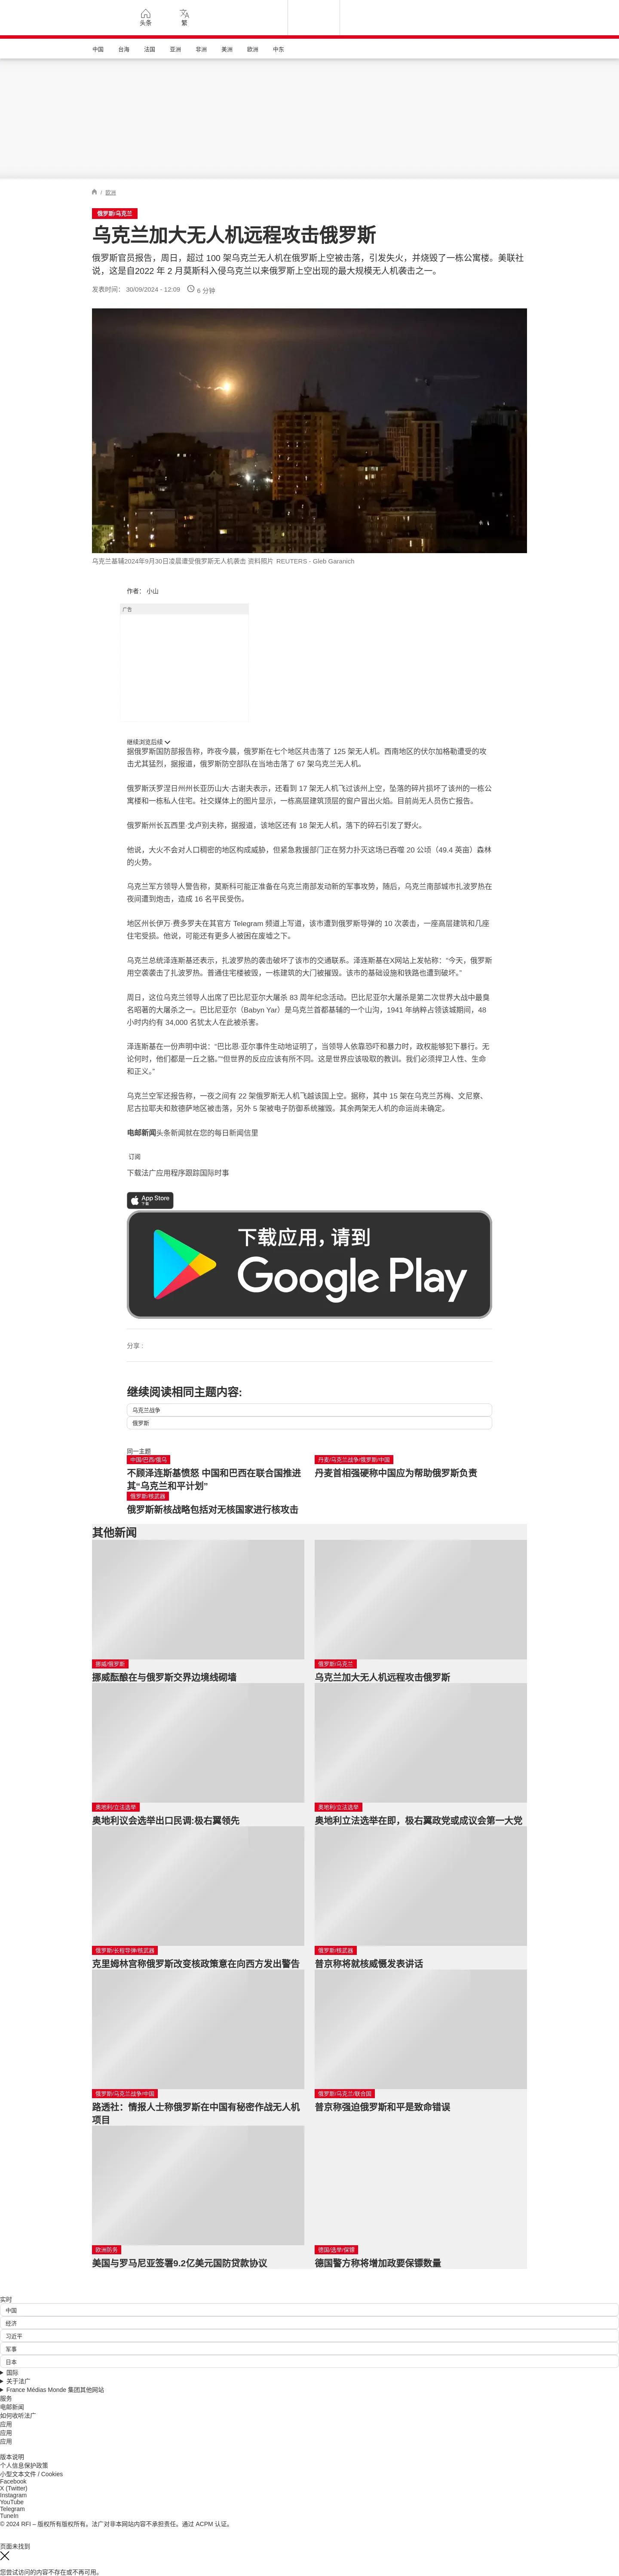 头条
繁
中国
台海
法国
亚洲
非洲
美洲
欧洲
中东
/ 欧洲
俄罗斯/乌克兰
乌克兰加大无人机远程攻击俄罗斯
俄罗斯官员报告，周日，超过 100 架乌克兰无人机在俄罗斯上空被击落，引发失火，并烧毁了一栋公寓楼。美联社
说，这是自2022 年 2 月莫斯科入侵乌克兰以来俄罗斯上空出现的最大规模无人机袭击之一。
发表时间： 30/09/2024 - 12:09
6 分钟
乌克兰基辅2024年9月30日凌晨遭受俄罗斯无人机袭击 资料照片 REUTERS - Gleb Garanich
作者： 小山
广告
继续浏览后续
据俄罗斯国防部报告称，昨夜今晨，俄罗斯在七个地区共击落了 125 架无人机。西南地区的伏尔加格勒遭受的攻
击尤其猛烈，据报道，俄罗斯防空部队在当地击落了 67 架乌克兰无人机。
俄罗斯沃罗涅日州州长亚历山大·古谢夫表示，还看到 17 架无人机飞过该州上空，坠落的碎片损坏了该州的一栋公
寓楼和一栋私人住宅。社交媒体上的图片显示，一栋高层建筑顶层的窗户冒出火焰。目前尚无人员伤亡报告。
俄罗斯州长瓦西里·戈卢别夫称，据报道，该地区还有 18 架无人机，落下的碎石引发了野火。
他说，大火不会对人口稠密的地区构成威胁，但紧急救援部门正在努力扑灭这场已吞噬 20 公顷（49.4 英亩）森林
的火势。
乌克兰军方领导人警告称，莫斯科可能正准备在乌克兰南部发动新的军事攻势，随后，乌克兰南部城市扎波罗热在
夜间遭到炮击，造成 16 名平民受伤。
地区州长伊万·费多罗夫在其官方 Telegram 频道上写道，该市遭到俄罗斯导弹的 10 次袭击，一座高层建筑和几座
住宅受损。他说，可能还有更多人被困在废墟之下。
乌克兰总统泽连斯基还表示，扎波罗热的袭击破坏了该市的交通联系。泽连斯基在X网站上发帖称：“今天，俄罗斯
用空袭袭击了扎波罗热。普通住宅楼被毁，一栋建筑的大门被摧毁。该市的基础设施和铁路也遭到破坏。”
周日，这位乌克兰领导人出席了巴比尼亚尔大屠杀 83 周年纪念活动。巴比尼亚尔大屠杀是第二次世界大战中最臭
名昭著的大屠杀之一。巴比尼亚尔（Babyn Yar）是乌克兰首都基辅的一个山沟，1941 年纳粹占领该城期间，48
小时内约有 34,000 名犹太人在此被杀害。
泽连斯基在一份声明中说：“巴比恩·亚尔事件生动地证明了，当领导人依靠恐吓和暴力时，政权能够犯下暴行。无
论何时，他们都是一丘之貉。”“但世界的反应应该有所不同。这是世界应该吸取的教训。我们必须捍卫人性、生命
和正义。”
乌克兰空军还报告称，一夜之间有 22 架俄罗斯无人机飞越该国上空。据称，其中 15 架在乌克兰苏梅、文尼察、
尼古拉耶夫和敖德萨地区被击落，另外 5 架被电子防御系统摧毁。其余两架无人机的命运尚未确定。
电邮新闻头条新闻就在您的每日新闻信里
订阅
下载法广应用程序跟踪国际时事
App Store
下载
下载应用，请到
Google Play
分享 :
继续阅读相同主题内容:
乌克兰战争
俄罗斯
同一主题
中国/巴西/俄乌
不顾泽连斯基愤怒 中国和巴西在联合国推进
其"乌克兰和平计划"
丹麦/乌克兰战争/俄罗斯/中国
丹麦首相强硬称中国应为帮助俄罗斯负责
俄罗斯/核武器
俄罗斯新核战略包括对无核国家进行核攻击
其他新闻
挪威/俄罗斯
挪威酝酿在与俄罗斯交界边境线砌墙
俄罗斯/乌克兰
乌克兰加大无人机远程攻击俄罗斯
奥地利/立法选举
奥地利议会选举出口民调:极右翼领先
奥地利/立法选举
奥地利立法选举在即，极右翼政党或成议会第一大党
俄罗斯/长程导弹/核武器
克里姆林宫称俄罗斯改变核政策意在向西方发出警告
俄罗斯/核武器
普京称将就核威慑发表讲话
俄罗斯/乌克兰战争/中国
路透社：情报人士称俄罗斯在中国有秘密作战无人机
项目
俄罗斯/乌克兰/联合国
普京称强迫俄罗斯和平是致命错误
欧洲防务
美国与罗马尼亚签署9.2亿美元国防贷款协议
德国/选举/保镖
德国警方称将增加政要保镖数量
实时
中国
经济
习近平
军事
日本
国际
关于法广
France Médias Monde 集团其他网站
服务
电邮新闻
如何收听法广
应用
应用
应用
版本说明
个人信息保护政策
小型文本文件 / Cookies
Facebook
X (Twitter)
Instagram
YouTube
Telegram
TuneIn
© 2024 RFI – 版权所有版权所有。法广对非本网站内容不承担责任。通过 ACPM 认证。
页面未找到
您尝试访问的内容不存在或不再可用。